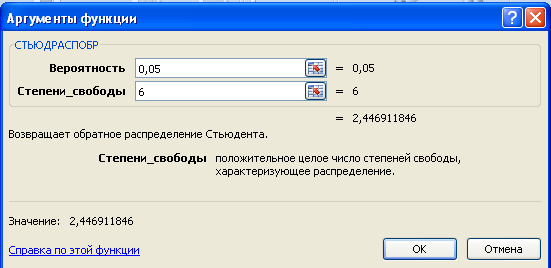 Аргументы функции
СТЬЮДРАСПОБР
Вероятность 0,05 = 0,05
Степени_свободы 6 = 6
= 2,446911846
Возвращает обратное распределение Стьюдента.
Степени_свободы положительное целое число степеней свободы,
характеризующее распределение.
Значение: 2,446911846
Справка по этой функции OK Отмена